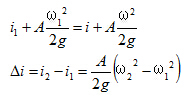 i₁ + A ω₁²/2g = i + A ω²/2g
Δi = i₂ − i₁ = A/2g (ω₂² − ω₁²)